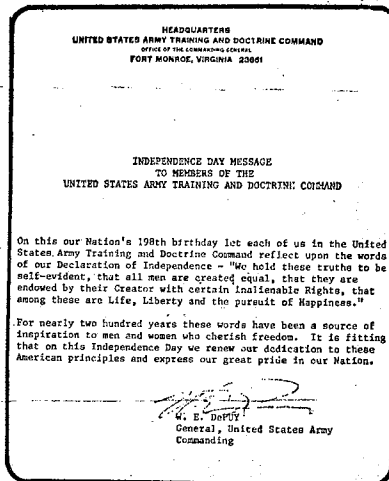 HEADQUARTERS
UNITED STATES ARMY TRAINING AND DOCTRINE COMMAND
OFFICE OF THE COMMANDING GENERAL
FORT MONROE, VIRGINIA 23651
INDEPENDENCE DAY MESSAGE
TO MEMBERS OF THE
UNITED STATES ARMY TRAINING AND DOCTRINE COMMAND
On this our Nation's 198th birthday let each of us in the United
States Army Training and Doctrine Command reflect upon the words
of our Declaration of Independence - "We hold these truths to be
self-evident, that all men are created equal, that they are
endowed by their Creator with certain inalienable Rights, that
among these are Life, Liberty and the pursuit of Happiness."
For nearly two hundred years these words have been a source of
inspiration to men and women who cherish freedom. It is fitting
that on this Independence Day we renew our dedication to these
American principles and express our great pride in our Nation.
W. E. DePUY
General, United States Army
Commanding